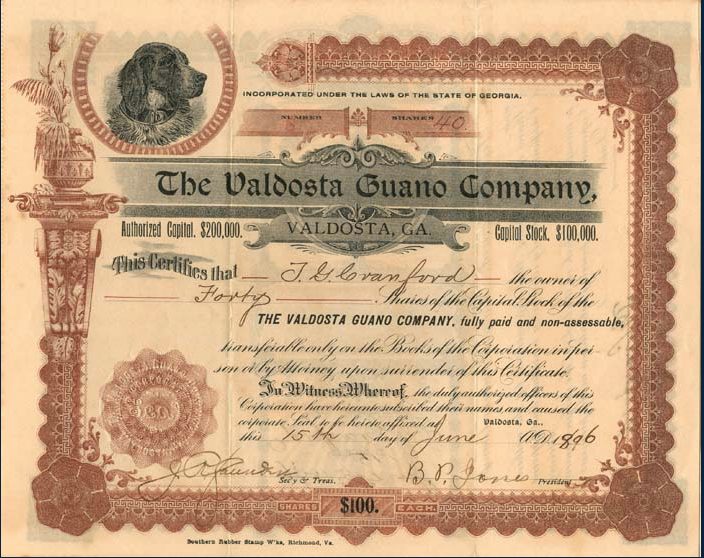 INCORPORATED UNDER THE LAWS OF THE STATE OF GEORGIA.
NUMBER SHARES 40.
The Valdosta Guano Company,
Authorized Capital. $200,000. VALDOSTA, GA. Capital Stock, $100,000.
This Certifies that J. G. Cranford the owner of
Forty Shares of the Capital Stock of the
THE VALDOSTA GUANO COMPANY, fully paid and non-assessable,
transferable only on the Books of the Corporation in per-
son or by Attorney upon surrender of this Certificate.
In Witness Whereof, the duly authorized officers of this
Corporation have hereunto subscribed their names and caused the
corporate Seal to be hereto affixed at Valdosta, Ga.,
this 15th day of June A.D. 1896
B. P. Jones
Sec'y & Treas. President
SHARES $100. EACH.
Southern Rubber Stamp W'ks, Richmond, Va.